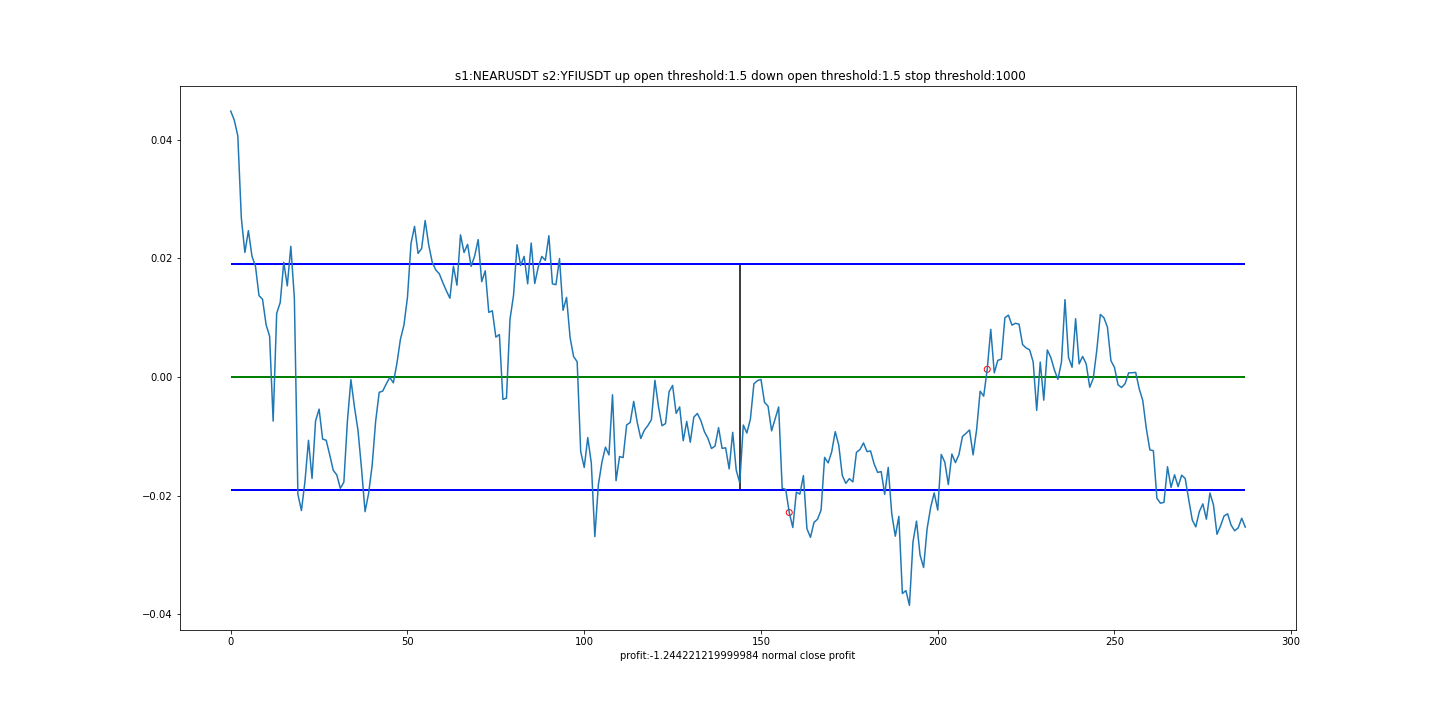 s1:NEARUSDT s2:YFIUSDT up open threshold:1.5 down open threshold:1.5 stop threshold:1000
0.04
0.02
0.00
−0.02
−0.04
0 50 100 150 200 250 300
profit:-1.244221219999984 normal close profit